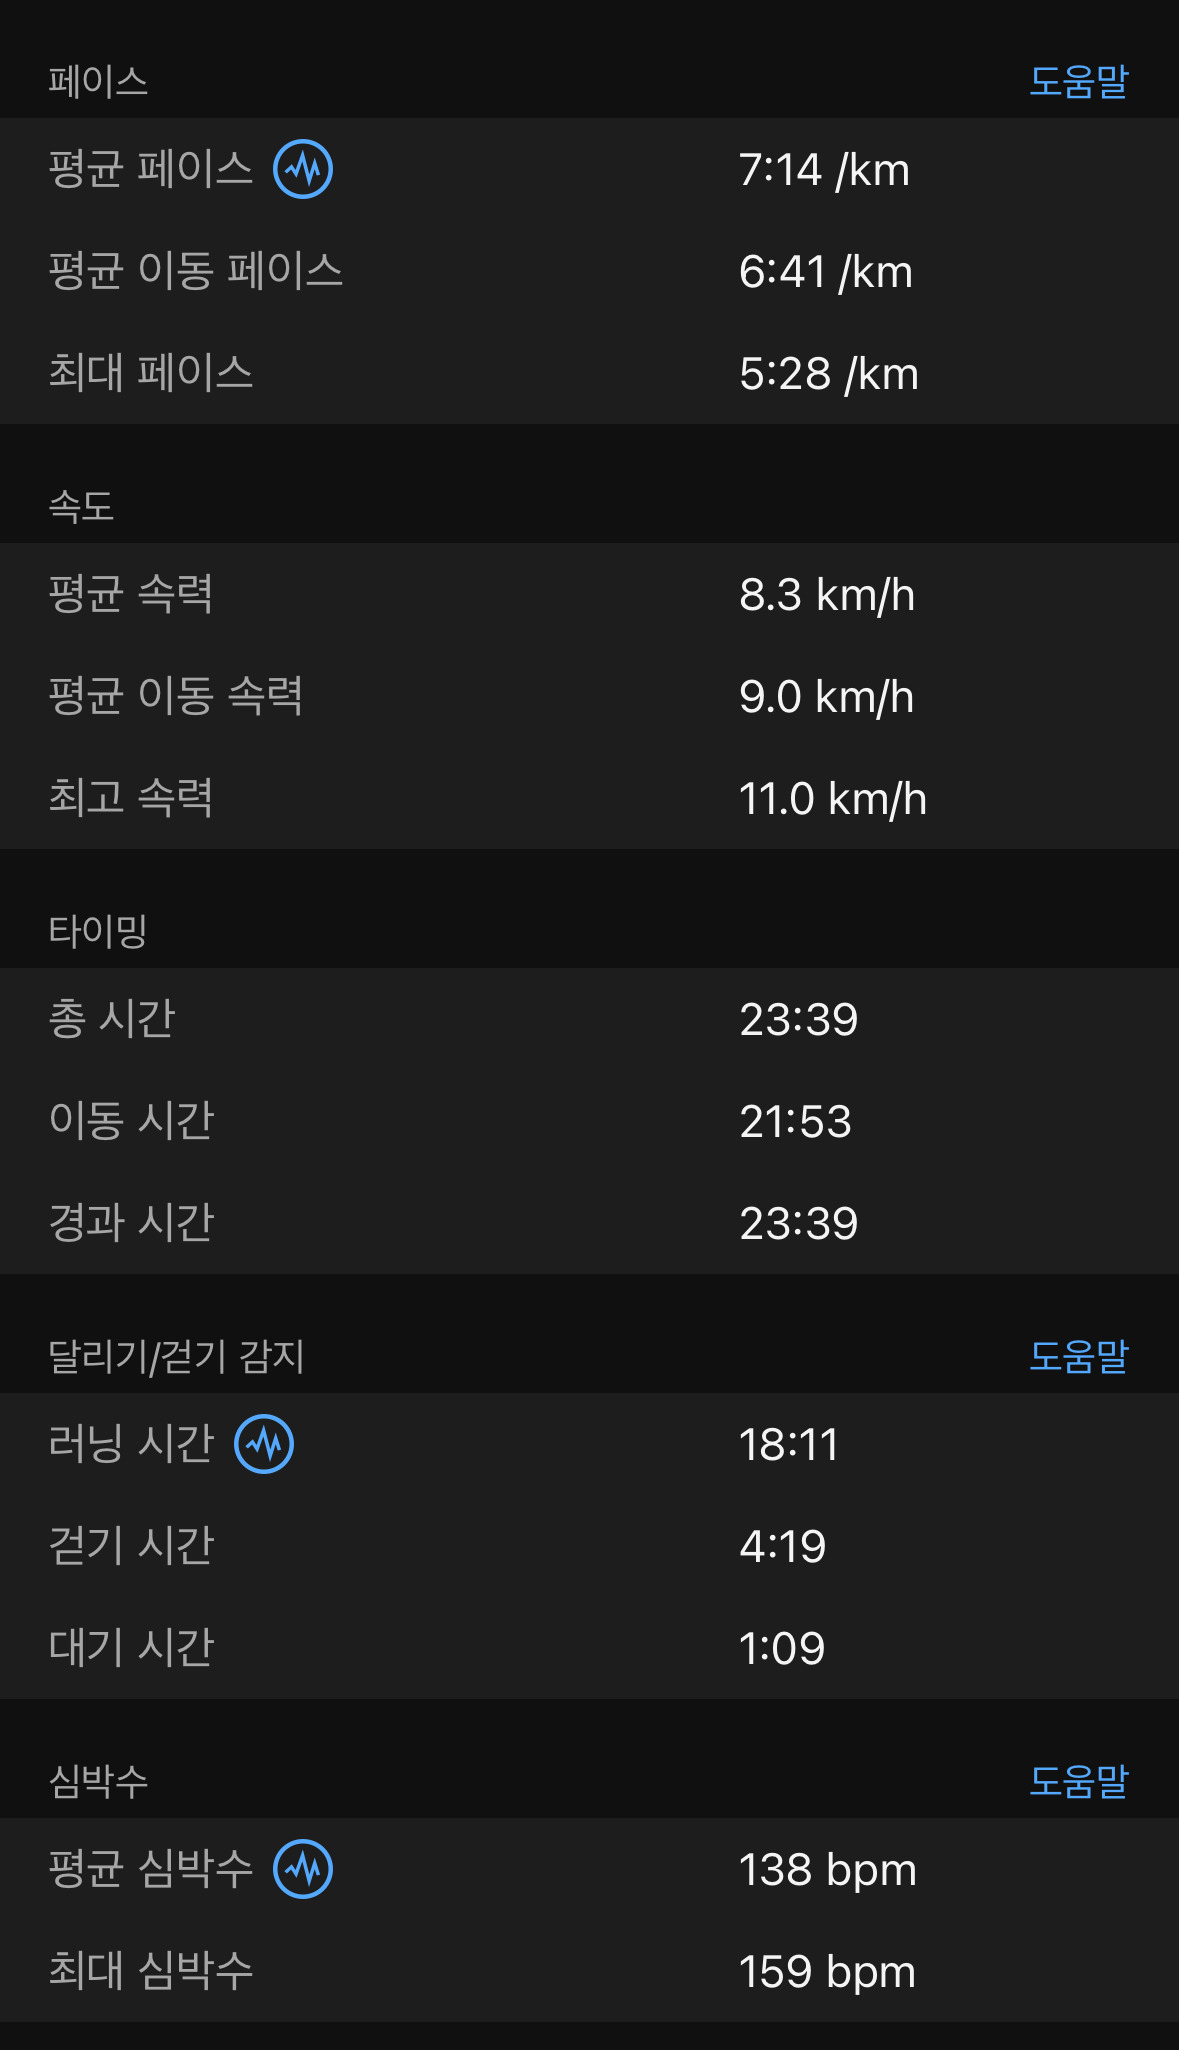 페이스 도움말
평균 페이스 7:14 /km
평균 이동 페이스 6:41 /km
최대 페이스 5:28 /km
속도
평균 속력 8.3 km/h
평균 이동 속력 9.0 km/h
최고 속력 11.0 km/h
타이밍
총 시간 23:39
이동 시간 21:53
경과 시간 23:39
달리기/걷기 감지 도움말
러닝 시간 18:11
걷기 시간 4:19
대기 시간 1:09
심박수 도움말
평균 심박수 138 bpm
최대 심박수 159 bpm